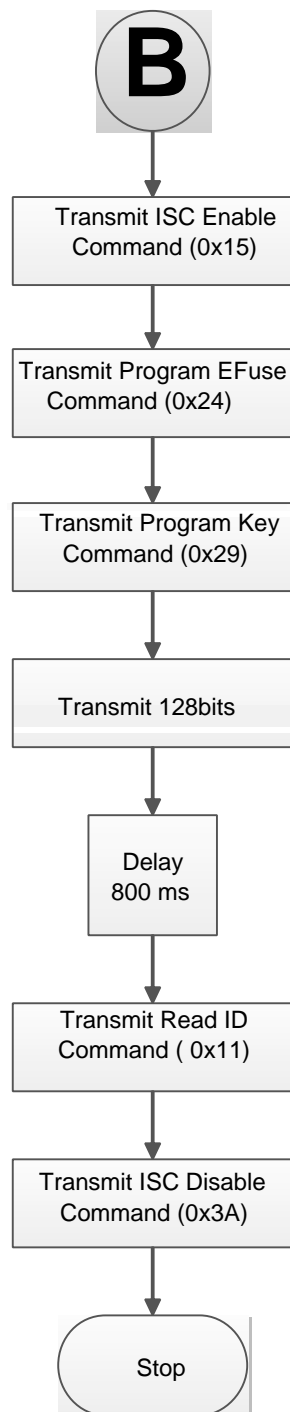 B
Transmit ISC Enable
Command (0x15)
Transmit Program EFuse
Command (0x24)
Transmit Program Key
Command (0x29)
Transmit 128bits
Delay
800 ms
Transmit Read ID
Command ( 0x11)
Transmit ISC Disable
Command (0x3A)
Stop